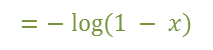 = − log(1 − x)